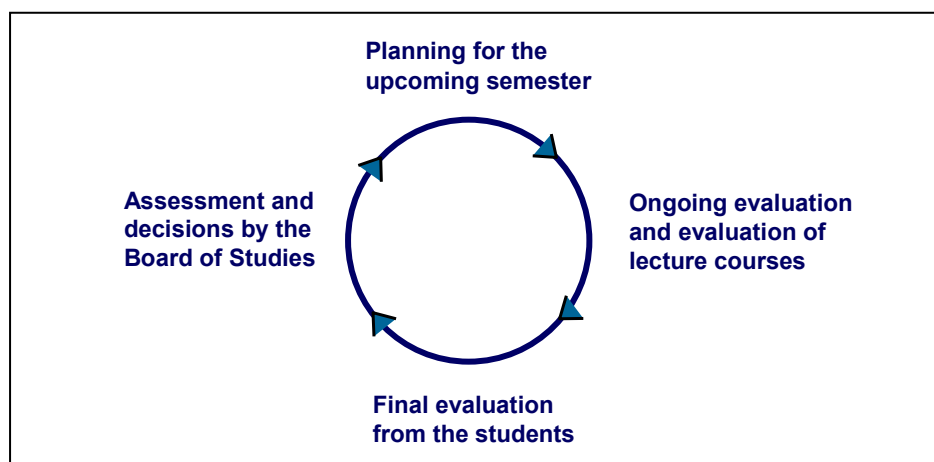 Planning for the
upcoming semester
Ongoing evaluation
and evaluation of
lecture courses
Final evaluation
from the students
Assessment and
decisions by the
Board of Studies